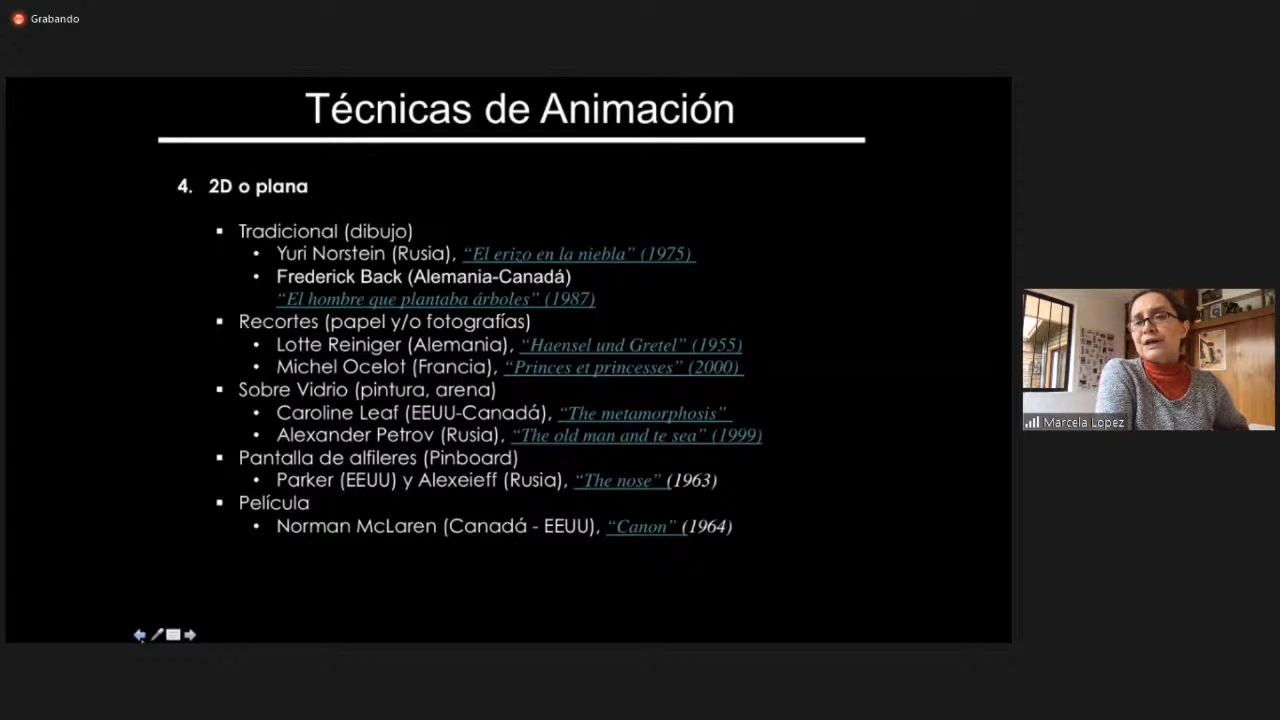 Grabando
Técnicas de Animación
4. 2D o plana
▪ Tradicional (dibujo)
• Yuri Norstein (Rusia), “El erizo en la niebla” (1975)
• Frederick Back (Alemania-Canadá)
“El hombre que plantaba árboles” (1987)
▪ Recortes (papel y/o fotografías)
• Lotte Reiniger (Alemania), “Haensel und Gretel” (1955)
• Michel Ocelot (Francia), “Princes et princesses” (2000)
▪ Sobre Vidrio (pintura, arena)
• Caroline Leaf (EEUU-Canadá), “The metamorphosis”
• Alexander Petrov (Rusia), “The old man and te sea” (1999)
▪ Pantalla de alfileres (Pinboard)
• Parker (EEUU) y Alexeieff (Rusia), “The nose” (1963)
▪ Película
• Norman McLaren (Canadá - EEUU), “Canon” (1964)
Marcela Lopez